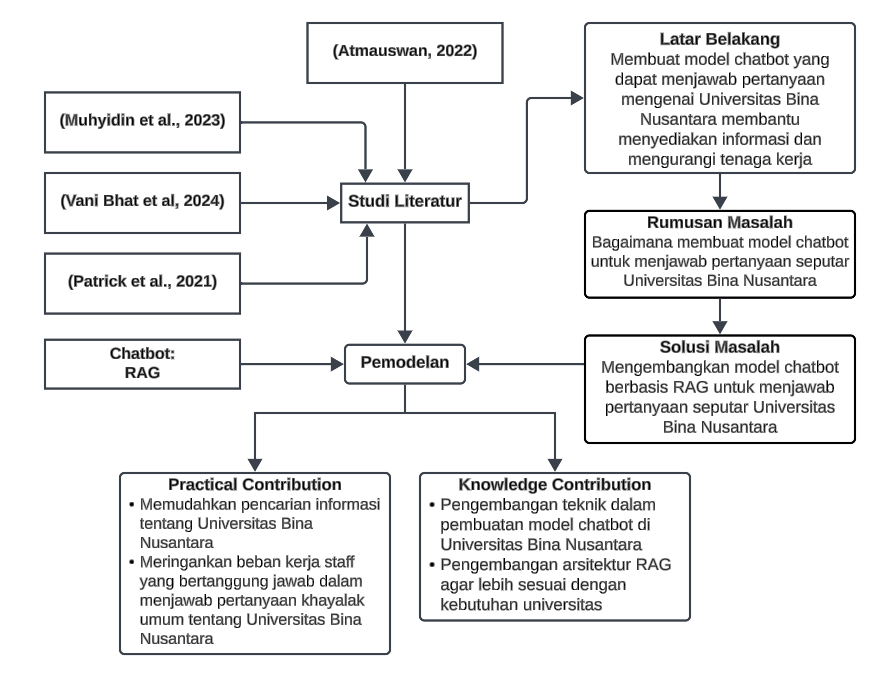 (Atmauswan, 2022)
Latar Belakang
Membuat model chatbot yang
dapat menjawab pertanyaan
mengenai Universitas Bina
Nusantara membantu
menyediakan informasi dan
mengurangi tenaga kerja
(Muhyidin et al., 2023)
(Vani Bhat et al, 2024)
Studi Literatur
(Patrick et al., 2021)
Rumusan Masalah
Bagaimana membuat model chatbot
untuk menjawab pertanyaan seputar
Universitas Bina Nusantara
Chatbot:
RAG
Pemodelan
Solusi Masalah
Mengembangkan model chatbot
berbasis RAG untuk menjawab
pertanyaan seputar Universitas
Bina Nusantara
Practical Contribution
• Memudahkan pencarian informasi
tentang Universitas Bina
Nusantara
• Meringankan beban kerja staff
yang bertanggung jawab dalam
menjawab pertanyaan khayalak
umum tentang Universitas Bina
Nusantara
Knowledge Contribution
• Pengembangan teknik dalam
pembuatan model chatbot di
Universitas Bina Nusantara
• Pengembangan arsitektur RAG
agar lebih sesuai dengan
kebutuhan universitas